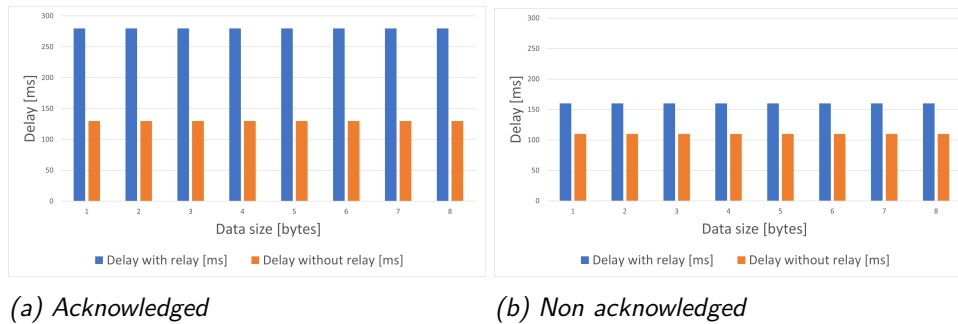 300
250
200
150
100
50
0
Delay [ms]
1 2 3 4 5 6 7 8
Data size [bytes]
Delay with relay [ms] Delay without relay [ms]
(a) Acknowledged
300
250
200
150
100
50
0
Delay [ms]
1 2 3 4 5 6 7 8
Data size [bytes]
Delay with relay [ms] Delay without relay [ms]
(b) Non acknowledged